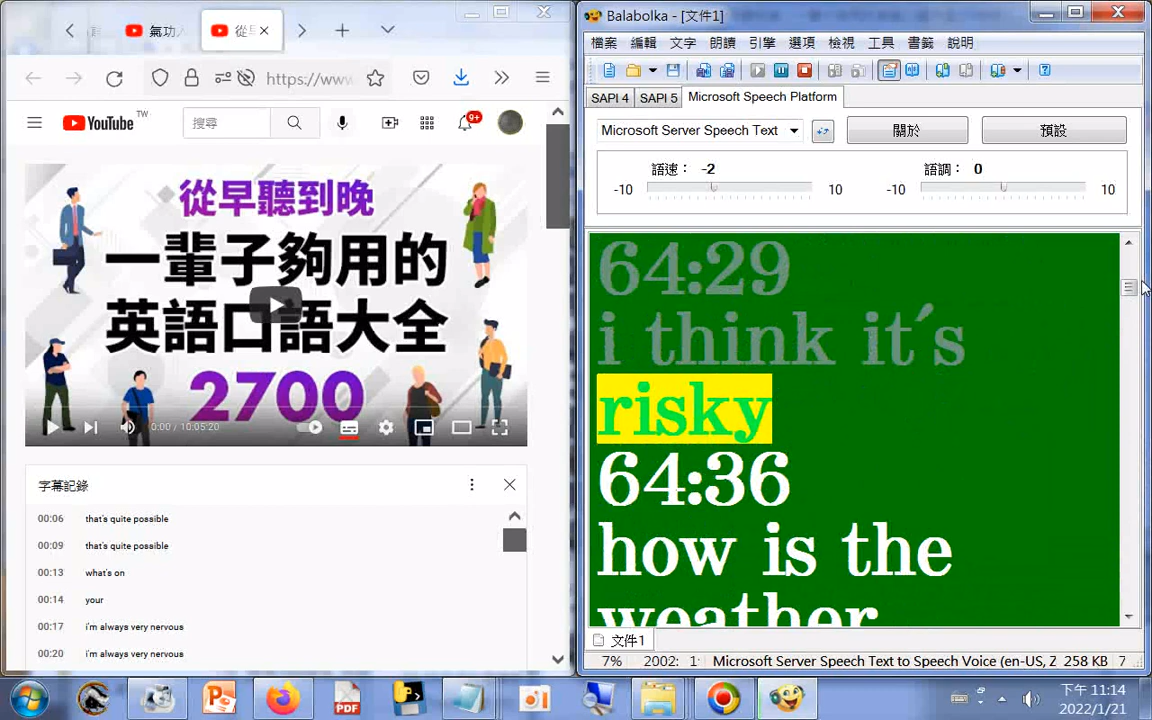 氣功
從
https://www
YouTube TW
搜尋
9+
從早聽到晚
一輩子夠用的
英語口語大全
2700
0:00 / 10:05:20
字幕記錄
00:06 that's quite possible
00:09 that's quite possible
00:13 what's on
00:14 your
00:17 i'm always very nervous
00:20 i'm always very nervous
Balabolka - [文件1]
檔案 編輯 文字 朗讀 引擎 選項 檢視 工具 書籤 說明
SAPI 4 SAPI 5 Microsoft Speech Platform
Microsoft Server Speech Text 關於 預設
語速： -2 語調： 0
-10 10 -10 10
64:29
i think it´s
risky
64:36
how is the
weather
文件1
7% 2002: 1 Microsoft Server Speech Text to Speech Voice (en-US, Z 258 KB 7
PDF
下午 11:14
2022/1/21